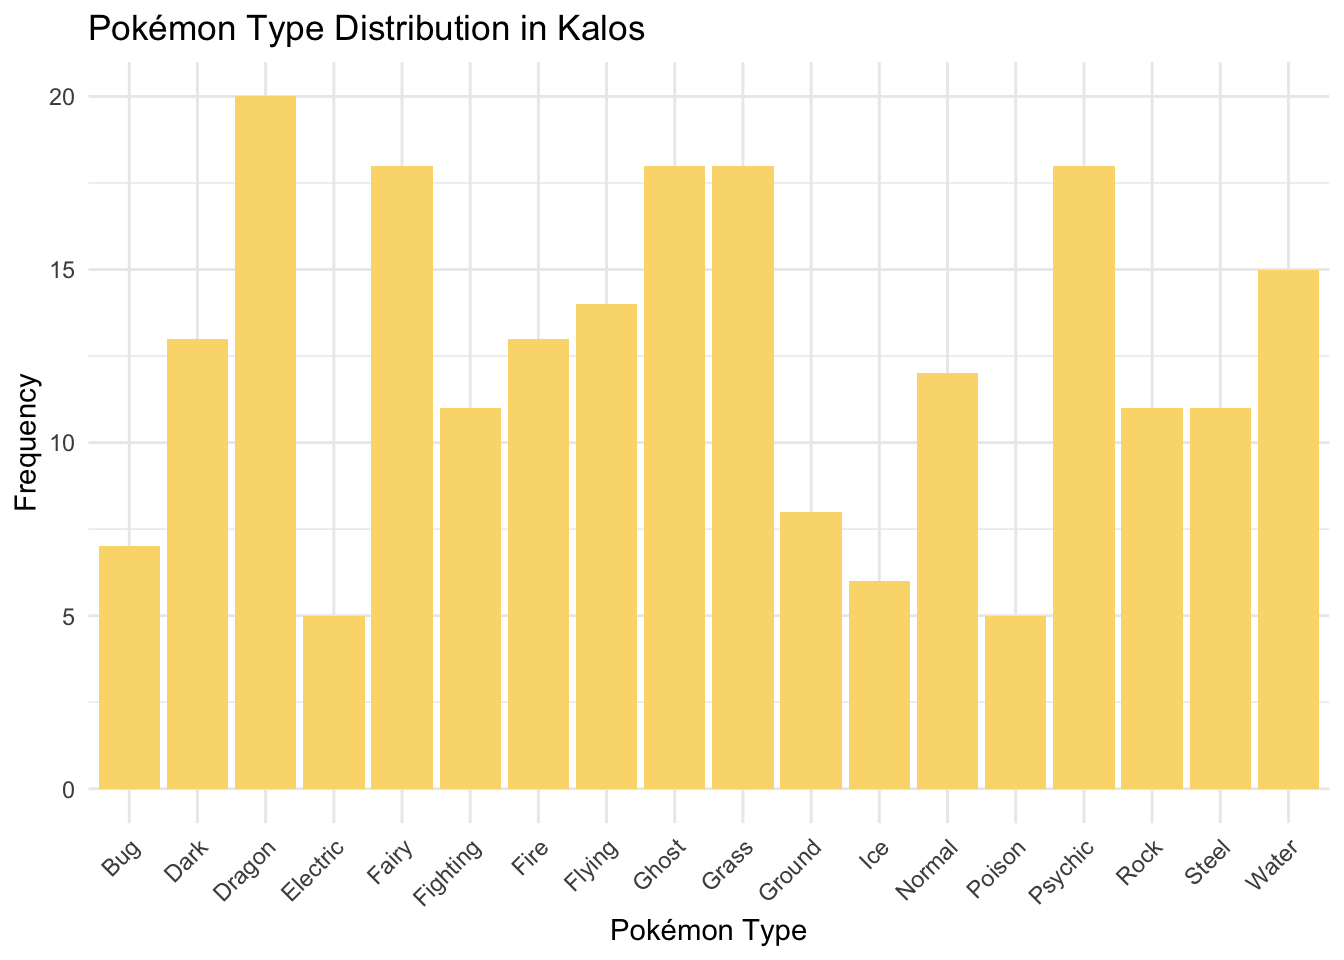 Pokémon Type Distribution in Kalos
Frequency
20
15
10
5
0
Bug
Dark
Dragon
Electric
Fairy
Fighting
Fire
Flying
Ghost
Grass
Ground
Ice
Normal
Poison
Psychic
Rock
Steel
Water
Pokémon Type